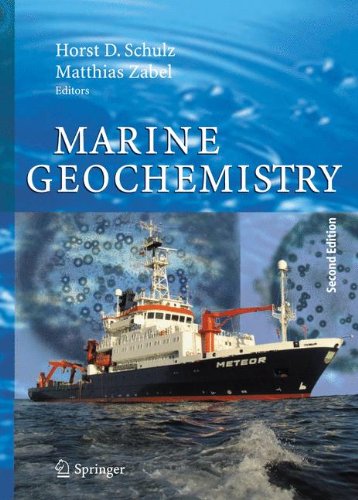 Horst D. Schulz
Matthias Zabel
Editors
MARINE
GEOCHEMISTRY
Second Edition
METEOR
Springer